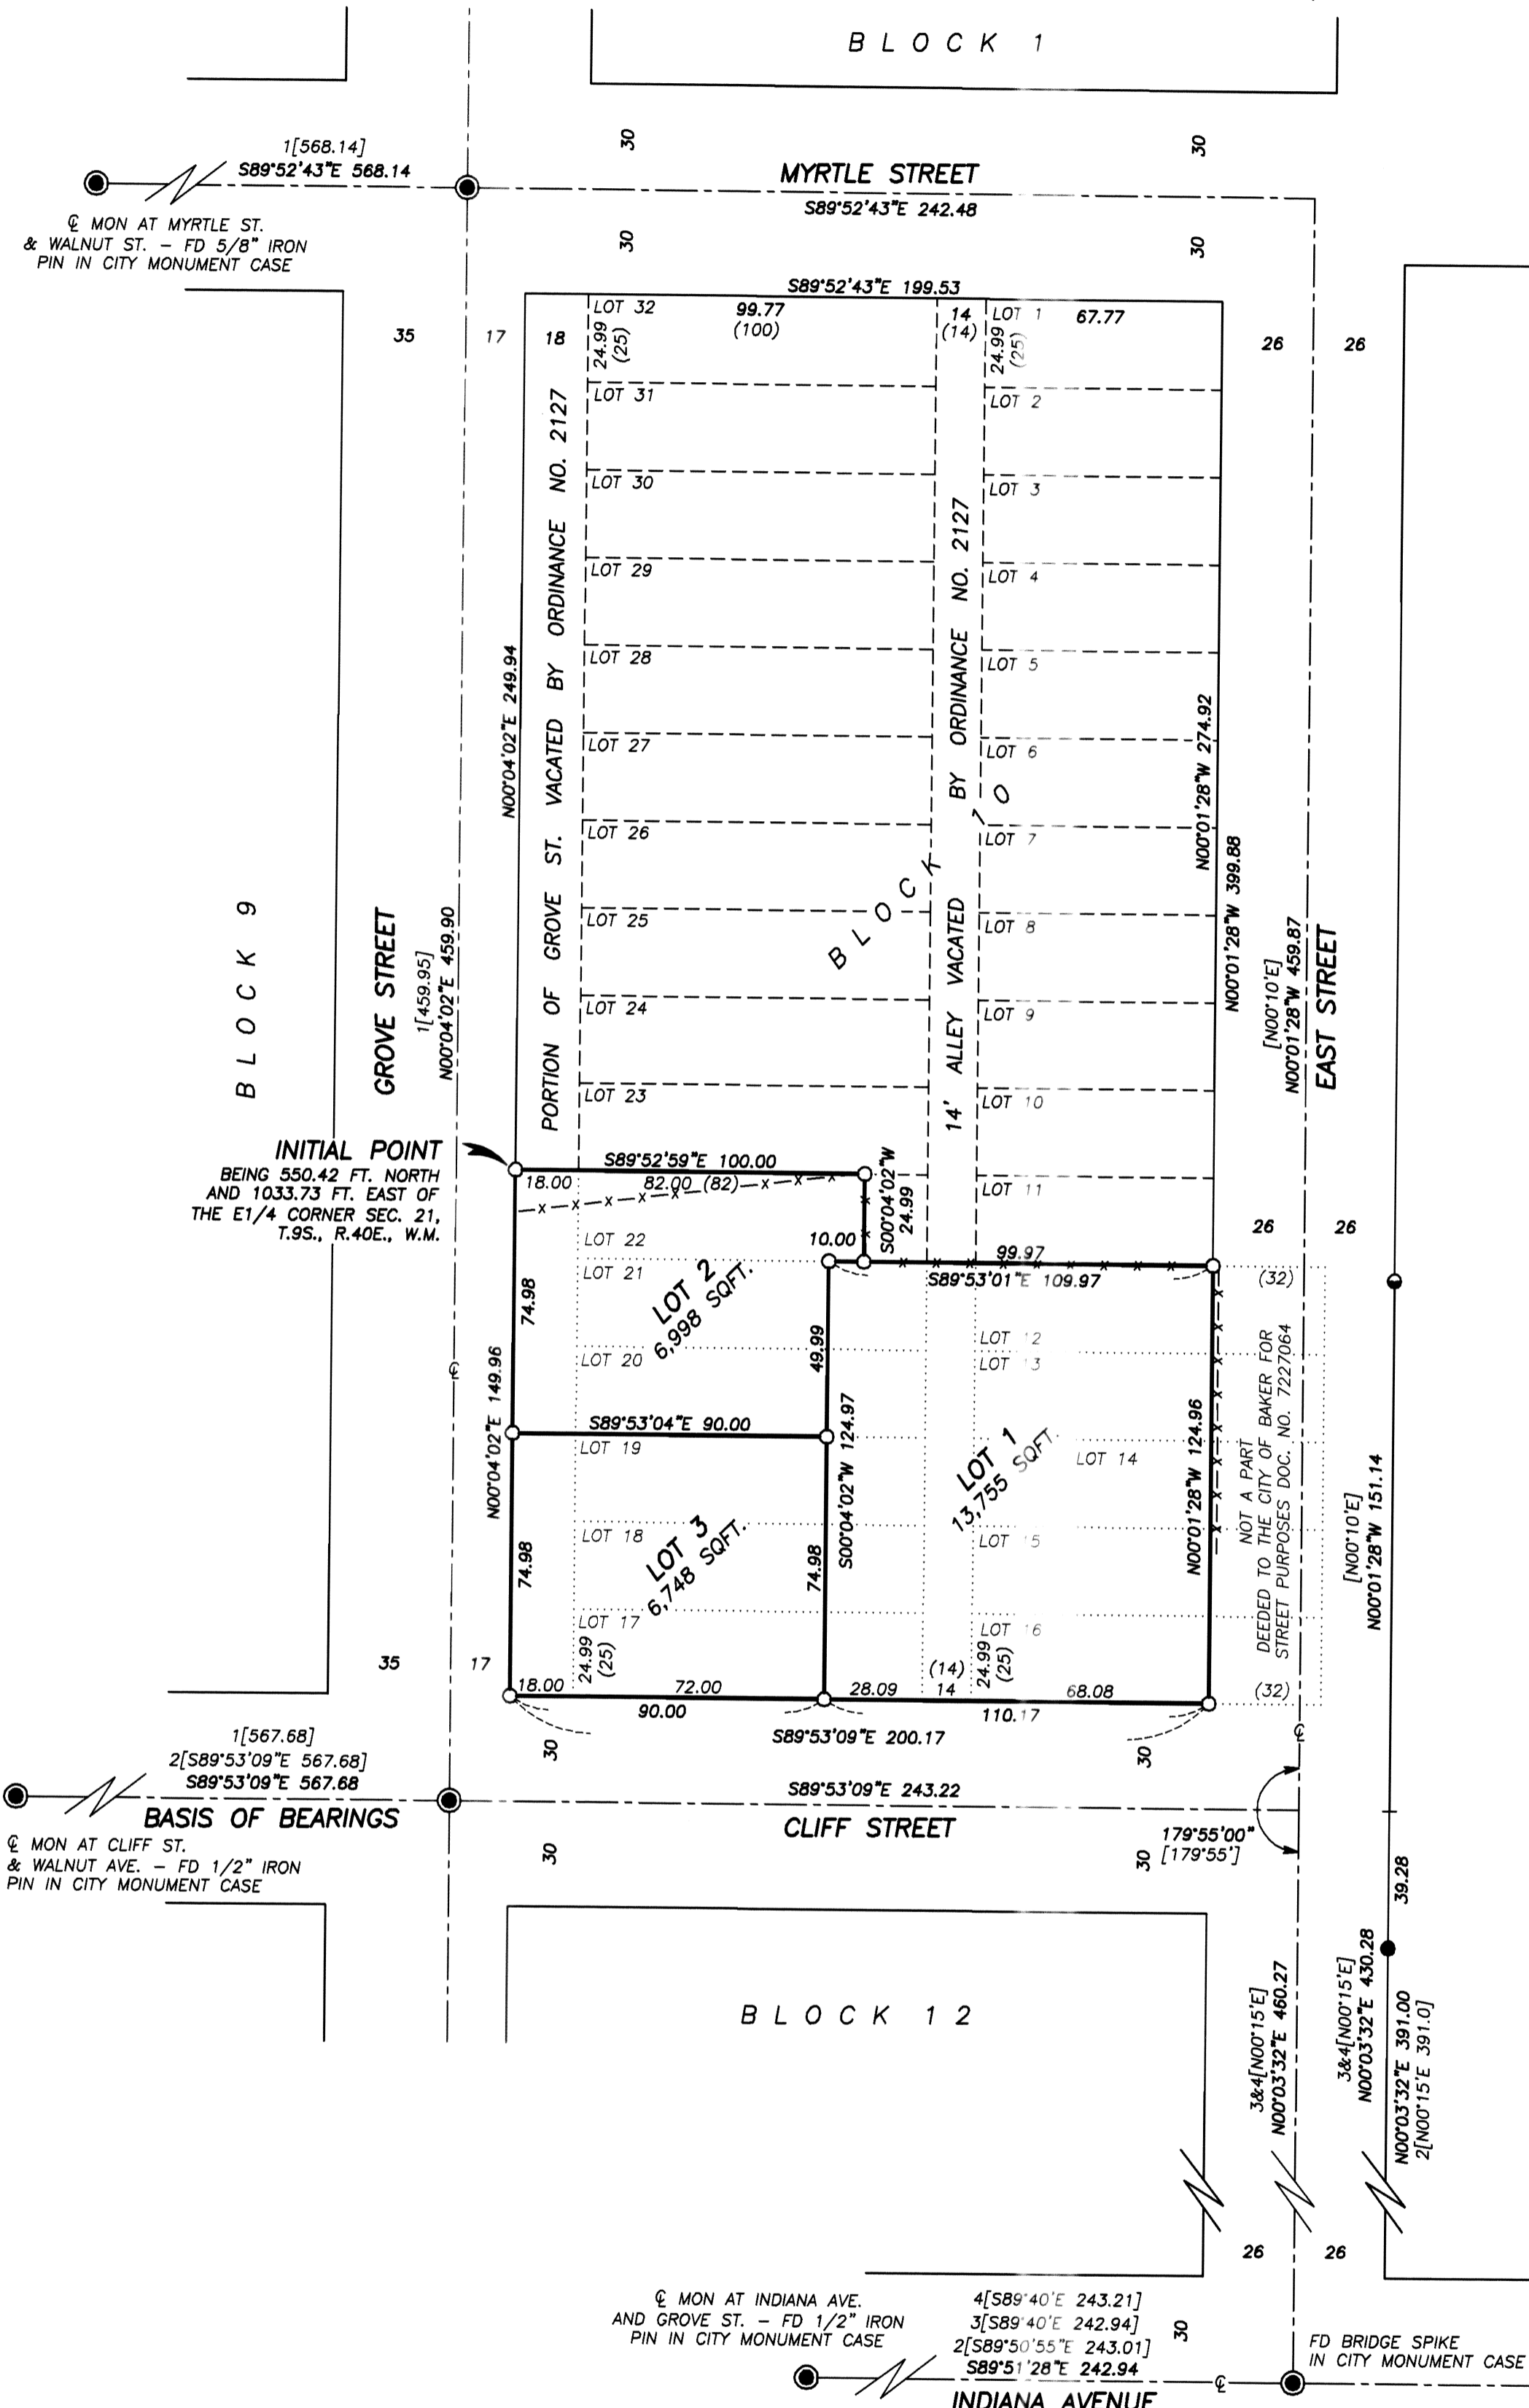 BLOCK 1
30
30
1[568.14]
S89°52'43"E 568.14
MYRTLE STREET
S89°52'43"E 242.48
℄ MON AT MYRTLE ST.
& WALNUT ST. – FD 5/8" IRON
PIN IN CITY MONUMENT CASE
30
30
S89°52'43"E 199.53
35
17
18
LOT 32
99.77
(100)
24.99
(25)
14
(14)
LOT 1
67.77
24.99
(25)
26
26
LOT 31
LOT 2
LOT 30
LOT 3
LOT 29
LOT 4
LOT 28
LOT 5
LOT 27
LOT 6
LOT 26
LOT 7
LOT 25
LOT 8
LOT 24
LOT 9
LOT 23
LOT 10
LOT 11
PORTION OF GROVE ST. VACATED BY ORDINANCE NO. 2127
14' ALLEY VACATED BY ORDINANCE NO. 2127
BLOCK 10
N00°04'02"E 249.94
N00°01'28"W 274.92
N00°01'28"W 399.88
BLOCK 9
GROVE STREET
1[459.95]
N00°04'02"E 459.90
[N00°10'E]
N00°01'28"W 459.87
EAST STREET
INITIAL POINT
BEING 550.42 FT. NORTH
AND 1033.73 FT. EAST OF
THE E1/4 CORNER SEC. 21,
T.9S., R.40E., W.M.
S89°52'59"E 100.00
18.00
82.00 (82)
S00°04'02"W
24.99
10.00
99.97
S89°53'01"E 109.97
26
26
(32)
LOT 22
LOT 21
LOT 2
6,998 SQFT.
74.98
49.99
LOT 20
LOT 12
LOT 13
℄
N00°04'02"E 149.96
S89°53'04"E 90.00
S00°04'02"W 124.97
LOT 19
LOT 1
13,755 SQFT.
LOT 14
N00°01'28"W 124.96
NOT A PART
DEEDED TO THE CITY OF BAKER FOR
STREET PURPOSES DOC. NO. 7227064
[N00°10'E]
N00°01'28"W 151.14
LOT 18
LOT 3
6,748 SQFT.
74.98
74.98
LOT 15
LOT 17
24.99
(25)
LOT 16
24.99
(25)
35
17
18.00
72.00
28.09
(14)
14
68.08
(32)
90.00
110.17
S89°53'09"E 200.17
℄
1[567.68]
2[S89°53'09"E 567.68]
S89°53'09"E 567.68
30
30
S89°53'09"E 243.22
BASIS OF BEARINGS
CLIFF STREET
179°55'00"
[179°55']
℄ MON AT CLIFF ST.
& WALNUT AVE. – FD 1/2" IRON
PIN IN CITY MONUMENT CASE
30
30
39.28
BLOCK 12
3&4[N00°15'E]
N00°03'32"E 460.27
3&4[N00°15'E]
N00°03'32"E 430.28
N00°03'32"E 391.00
2[N00°15'E 391.0]
26
26
℄ MON AT INDIANA AVE.
AND GROVE ST. – FD 1/2" IRON
PIN IN CITY MONUMENT CASE
4[S89°40'E 243.21]
3[S89°40'E 242.94]
2[S89°50'55"E 243.01]
S89°51'28"E 242.94
30
FD BRIDGE SPIKE
IN CITY MONUMENT CASE
℄
INDIANA AVENUE